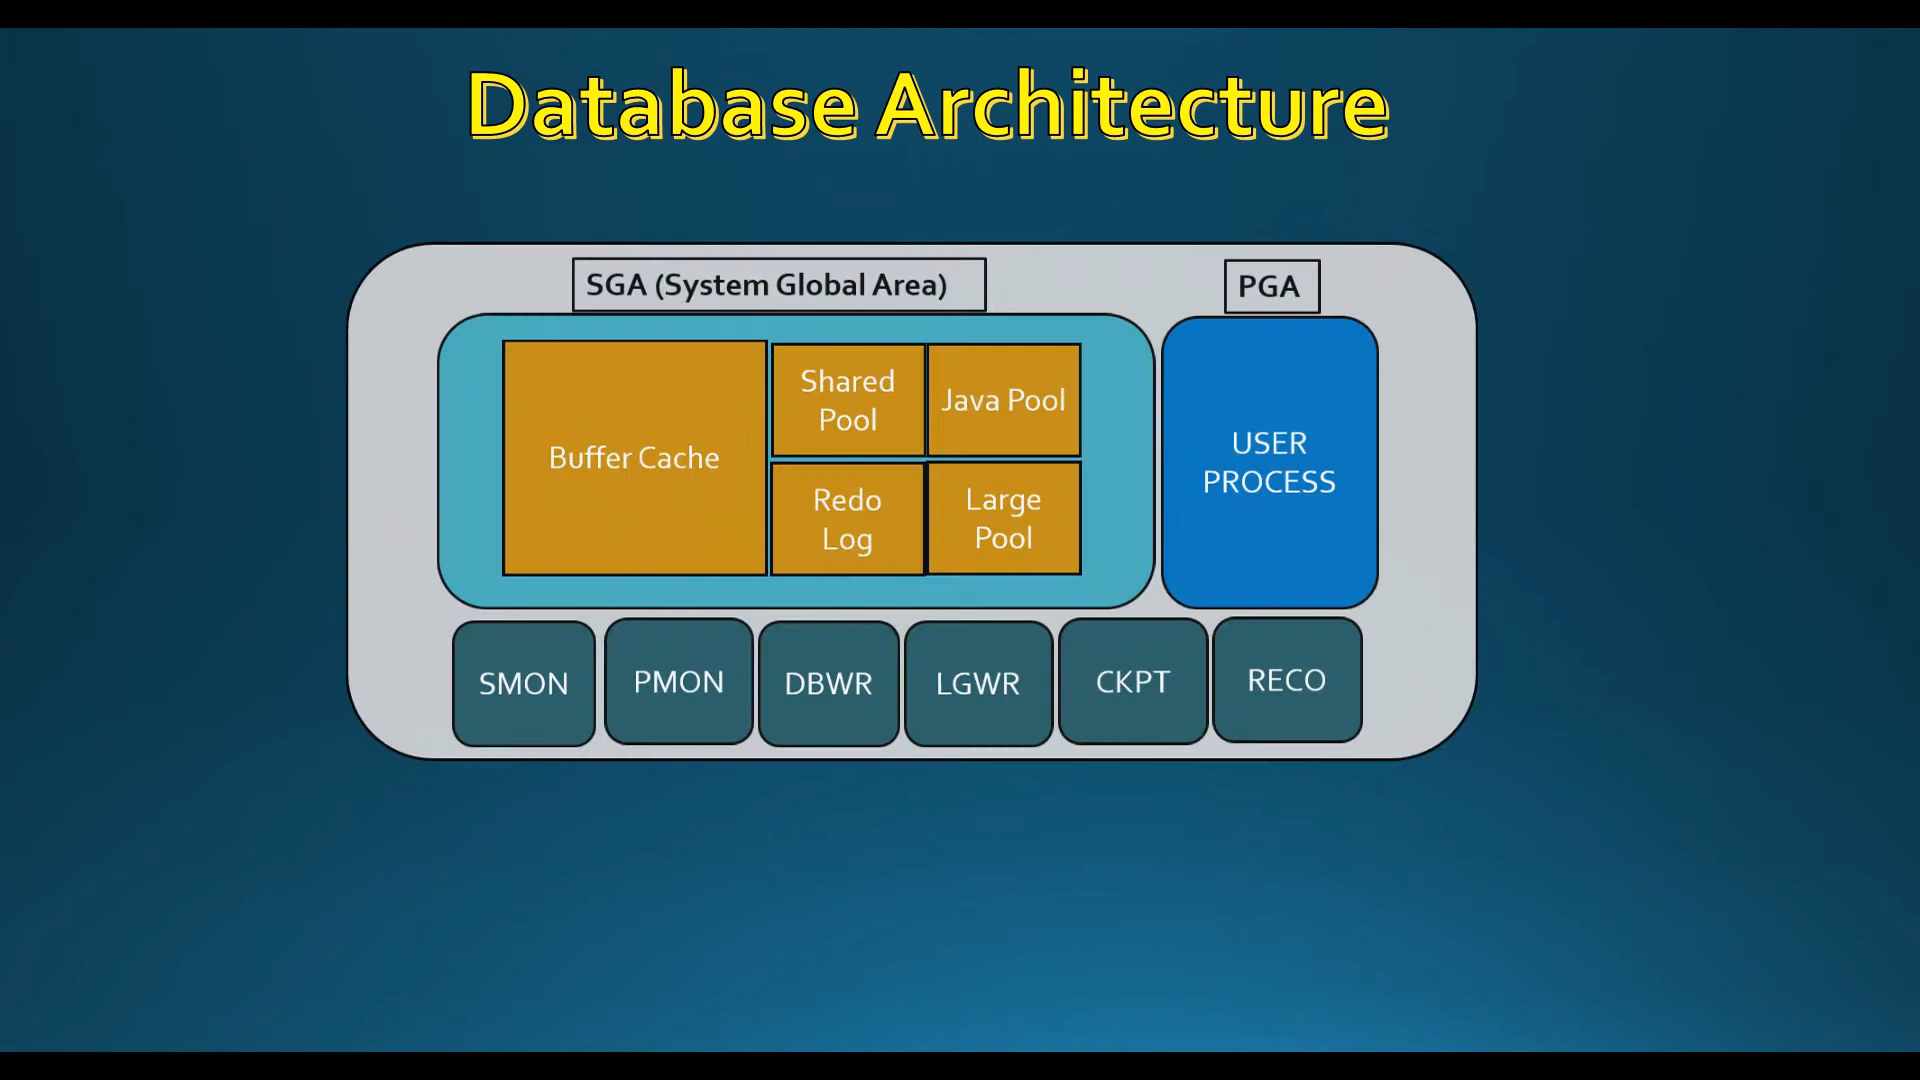 Database Architecture
SGA (System Global Area)
PGA
Buffer Cache
Shared
Pool
Java Pool
Redo
Log
Large
Pool
USER
PROCESS
SMON
PMON
DBWR
LGWR
CKPT
RECO